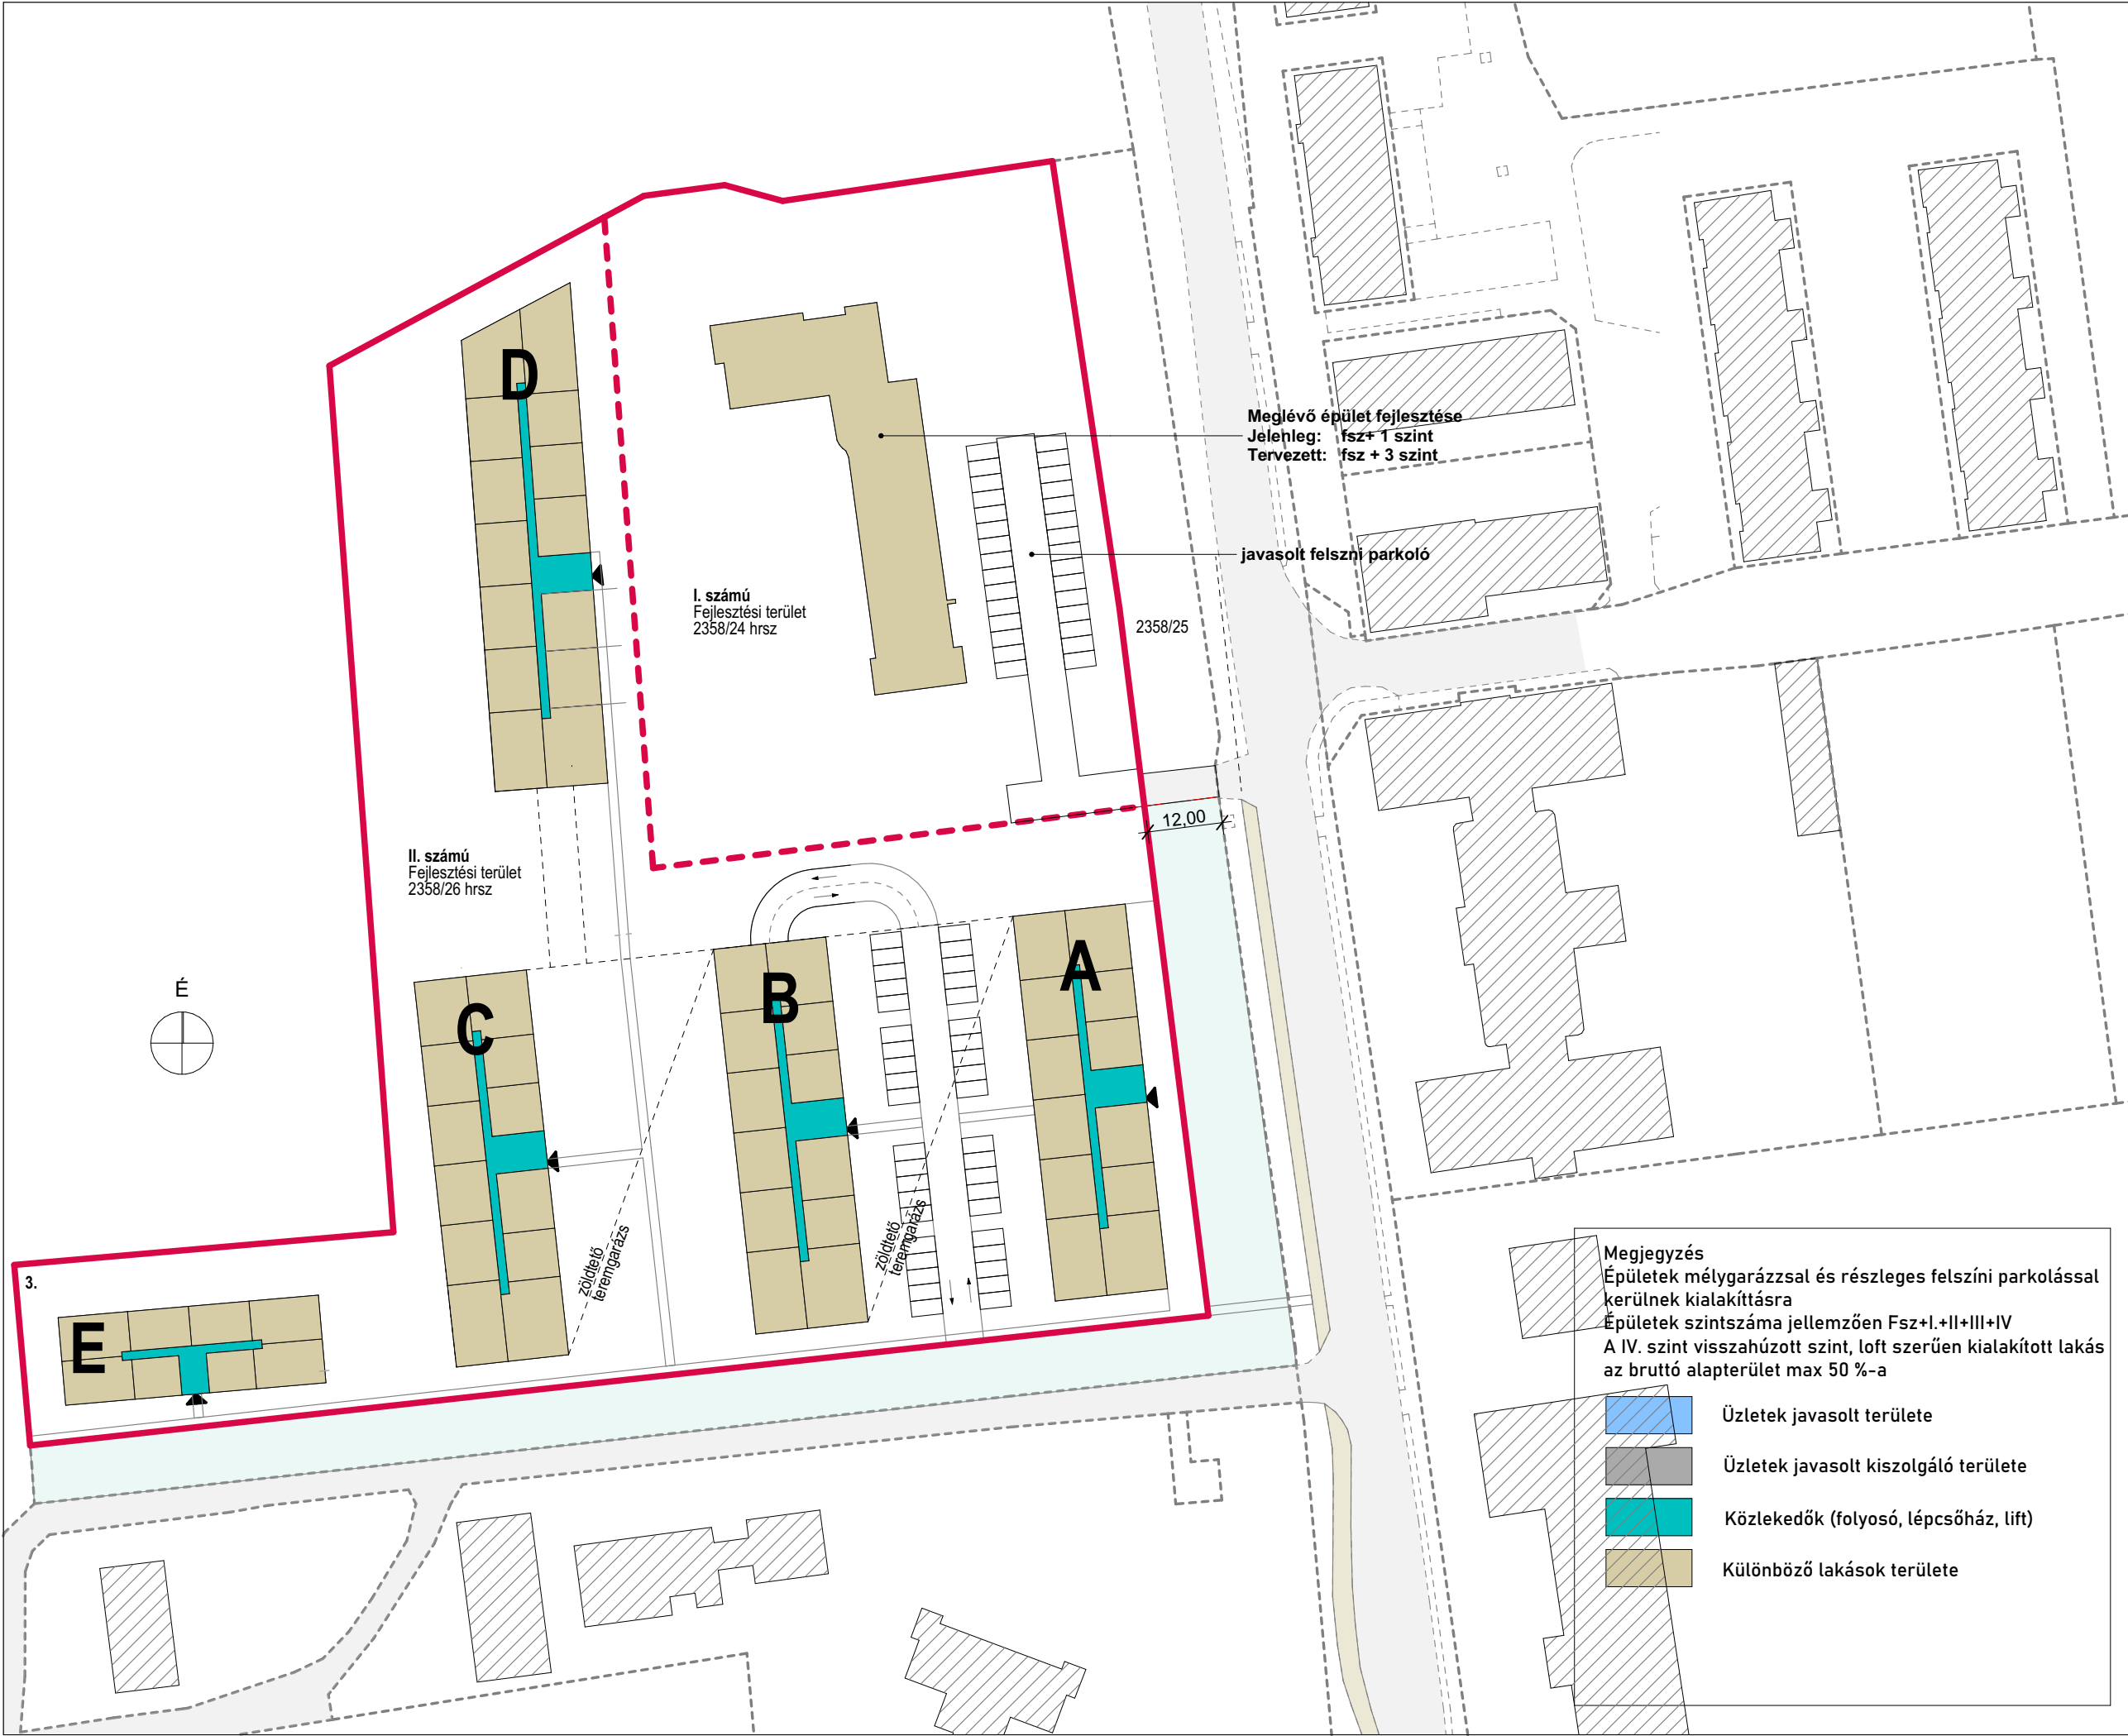 D
Meglévő épület fejlesztése
Jelenleg: fsz+ 1 szint
Tervezett: fsz + 3 szint
javasolt felszni parkoló
I. számú
Fejlesztési terület
2358/24 hrsz
2358/25
12,00
II. számú
Fejlesztési terület
2358/26 hrsz
É
A
B
C
zöldtető
teremgarázs
zöldtető
teremgarázs
3.
E
Megjegyzés
Épületek mélygarázzsal és részleges felszíni parkolással
kerülnek kialakíttásra
Épületek szintszáma jellemzően Fsz+I.+II+III+IV
A IV. szint visszahúzott szint, loft szerűen kialakított lakás
az bruttó alapterület max 50 %-a
Üzletek javasolt területe
Üzletek javasolt kiszolgáló területe
Közlekedők (folyosó, lépcsőház, lift)
Különböző lakások területe